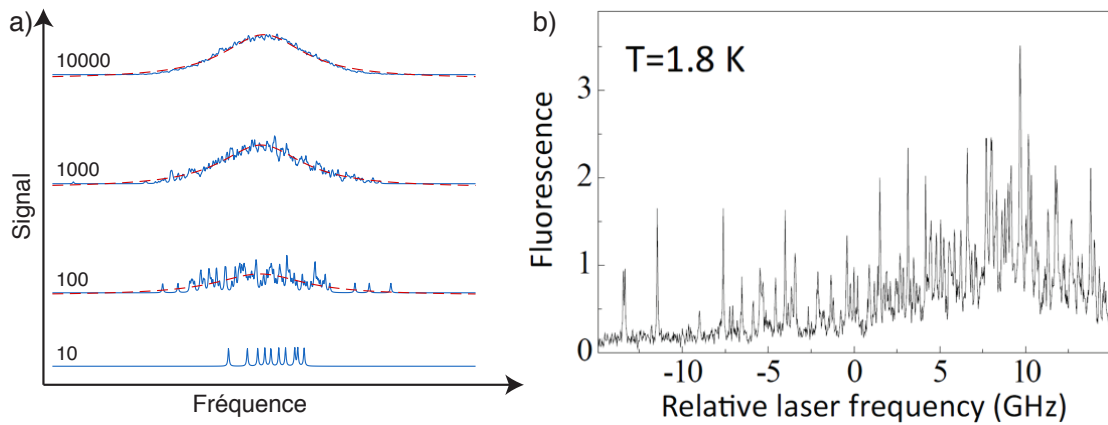 a)
Signal
10000
1000
100
10
Fréquence
b)
T=1.8 K
Fluorescence
3
2
1
0
-10
-5
0
5
10
Relative laser frequency (GHz)